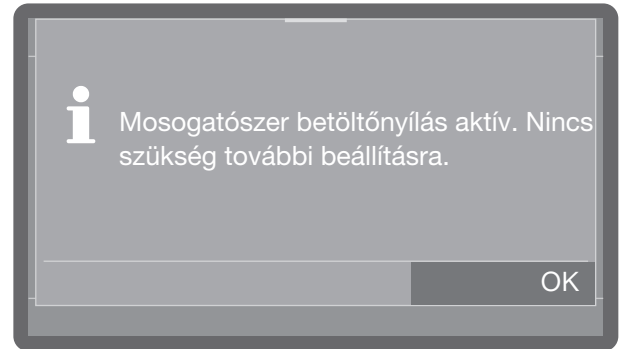 Mosogatószer betöltőnyílás aktív. Nincs
szükség további beállításra.
OK